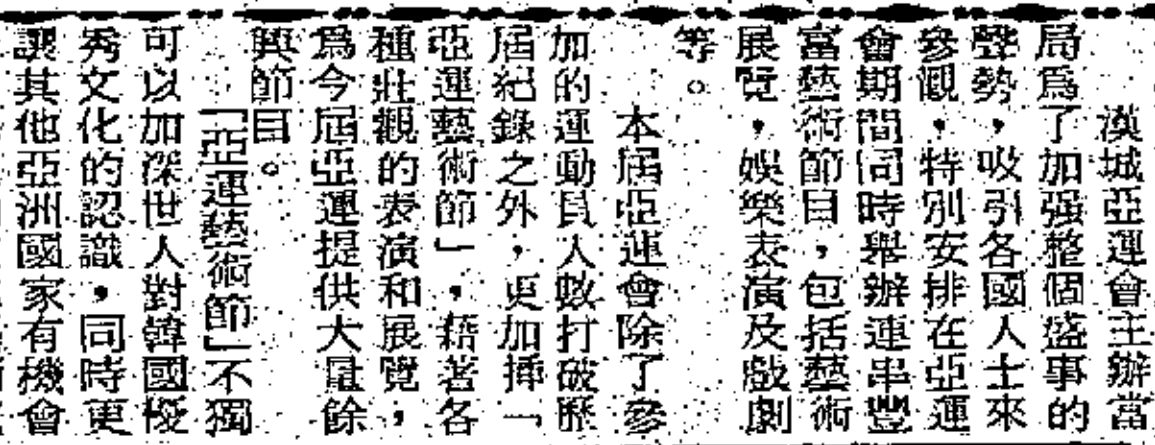 漢城亞運會主辦當
局爲了加强整個盛事的
聲勢，吸引各國人士來
參觀，特別安排在亞運
會期間同時舉辦連串豐
富藝術節目，包括藝術
展覽，娛樂表演及戲劇
等。
本屆亞運會除了參
加的運動員人數打破歷
屆紀錄之外，更加揷「
亞運藝術節」，藉著各
種壯觀的表演和展覽，
爲今屆亞運提供大量餘
興節目。
「亞運藝術節」不獨
可以加深世人對韓國優
秀文化的認識，同時更
讓其他亞洲國家有機會